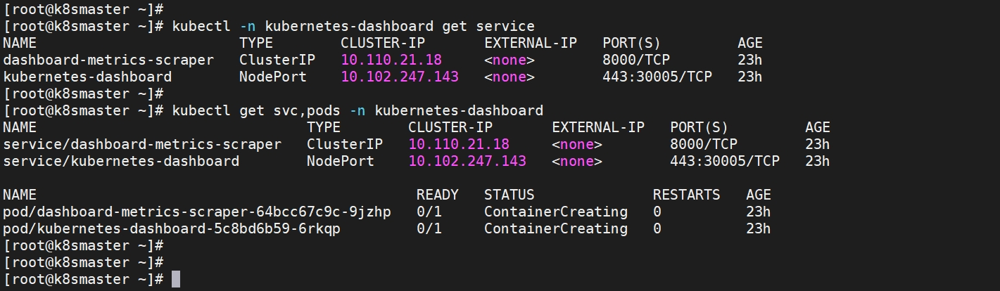 [root@k8smaster ~]#
[root@k8smaster ~]# kubectl -n kubernetes-dashboard get service
NAME                        TYPE        CLUSTER-IP       EXTERNAL-IP   PORT(S)         AGE
dashboard-metrics-scraper   ClusterIP   10.110.21.18     <none>        8000/TCP        23h
kubernetes-dashboard        NodePort    10.102.247.143   <none>        443:30005/TCP   23h
[root@k8smaster ~]#
[root@k8smaster ~]# kubectl get svc,pods -n kubernetes-dashboard
NAME                                TYPE        CLUSTER-IP       EXTERNAL-IP   PORT(S)         AGE
service/dashboard-metrics-scraper   ClusterIP   10.110.21.18     <none>        8000/TCP        23h
service/kubernetes-dashboard        NodePort    10.102.247.143   <none>        443:30005/TCP   23h
NAME                                             READY   STATUS              RESTARTS   AGE
pod/dashboard-metrics-scraper-64bcc67c9c-9jzhp   0/1     ContainerCreating   0          23h
pod/kubernetes-dashboard-5c8bd6b59-6rkqp         0/1     ContainerCreating   0          23h
[root@k8smaster ~]#
[root@k8smaster ~]#
[root@k8smaster ~]#